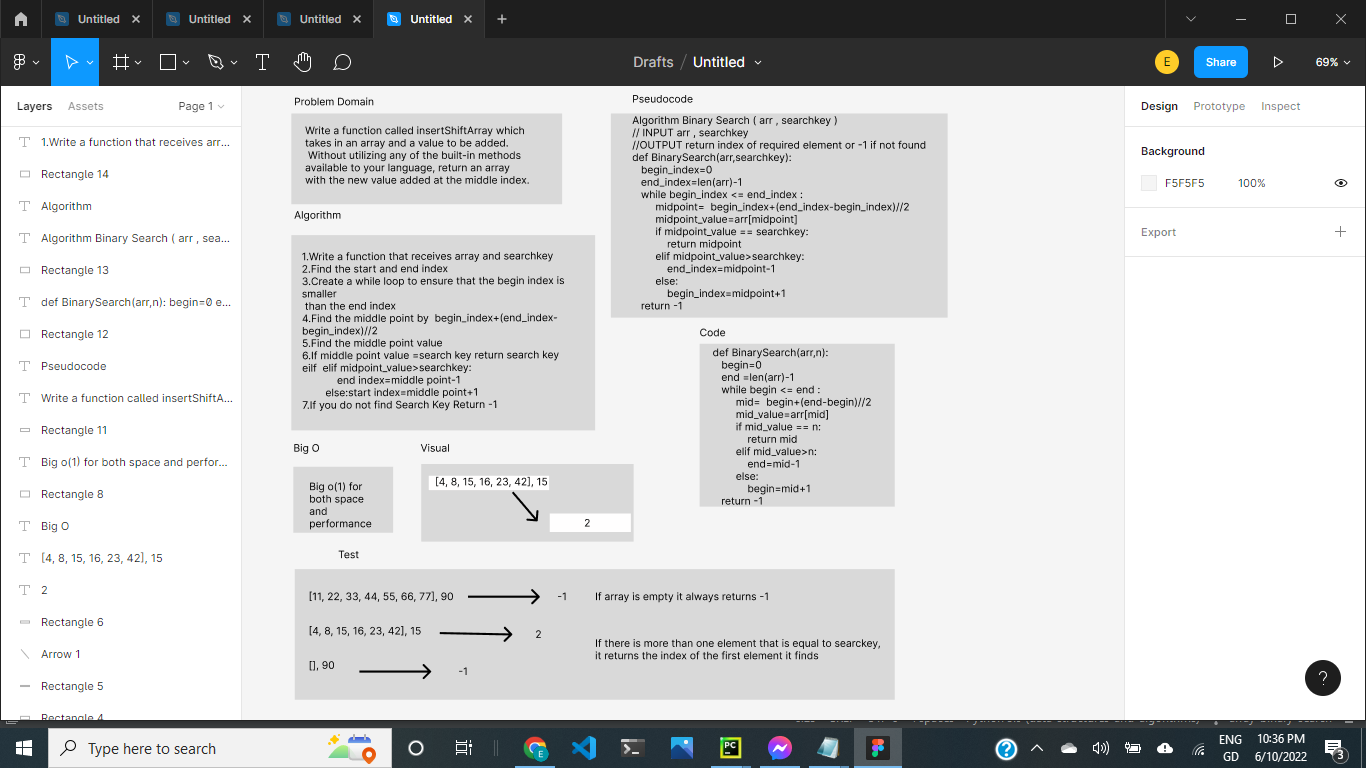 Untitled
Untitled
Untitled
Untitled
Drafts / Untitled
E
Share
69%
Layers
Assets
Page 1
1.Write a function that receives arr...
Rectangle 14
Algorithm
Algorithm Binary Search ( arr , sea...
Rectangle 13
def BinarySearch(arr,n): begin=0 e...
Rectangle 12
Pseudocode
Write a function called insertShiftA...
Rectangle 11
Big o(1) for both space and perfor...
Rectangle 8
Big O
[4, 8, 15, 16, 23, 42], 15
2
Rectangle 6
Arrow 1
Rectangle 5
Rectangle 4
Problem Domain
Write a function called insertShiftArray which
takes in an array and a value to be added.
Without utilizing any of the built-in methods
available to your language, return an array
with the new value added at the middle index.
Algorithm
1.Write a function that receives array and searchkey
2.Find the start and end index
3.Create a while loop to ensure that the begin index is
smaller
than the end index
4.Find the middle point by begin_index+(end_index-
begin_index)//2
5.Find the middle point value
6.If middle point value =search key return search key
eilf elif midpoint_value>searchkey:
end index=middle point-1
else:start index=middle point+1
7.If you do not find Search Key Return -1
Pseudocode
Algorithm Binary Search ( arr , searchkey )
// INPUT arr , searchkey
//OUTPUT return index of required element or -1 if not found
def BinarySearch(arr,searchkey):
begin_index=0
end_index=len(arr)-1
while begin_index <= end_index :
midpoint= begin_index+(end_index-begin_index)//2
midpoint_value=arr[midpoint]
if midpoint_value == searchkey:
return midpoint
elif midpoint_value>searchkey:
end_index=midpoint-1
else:
begin_index=midpoint+1
return -1
Code
def BinarySearch(arr,n):
begin=0
end =len(arr)-1
while begin <= end :
mid= begin+(end-begin)//2
mid_value=arr[mid]
if mid_value == n:
return mid
elif mid_value>n:
end=mid-1
else:
begin=mid+1
return -1
Big O
Big o(1) for
both space
and
performance
Visual
[4, 8, 15, 16, 23, 42], 15
2
Test
[11, 22, 33, 44, 55, 66, 77], 90
-1
If array is empty it always returns -1
[4, 8, 15, 16, 23, 42], 15
2
If there is more than one element that is equal to searckey,
it returns the index of the first element it finds
[], 90
-1
Design
Prototype
Inspect
Background
F5F5F5
100%
Export
?
Type here to search
ENG
GD
10:36 PM
6/10/2022
3